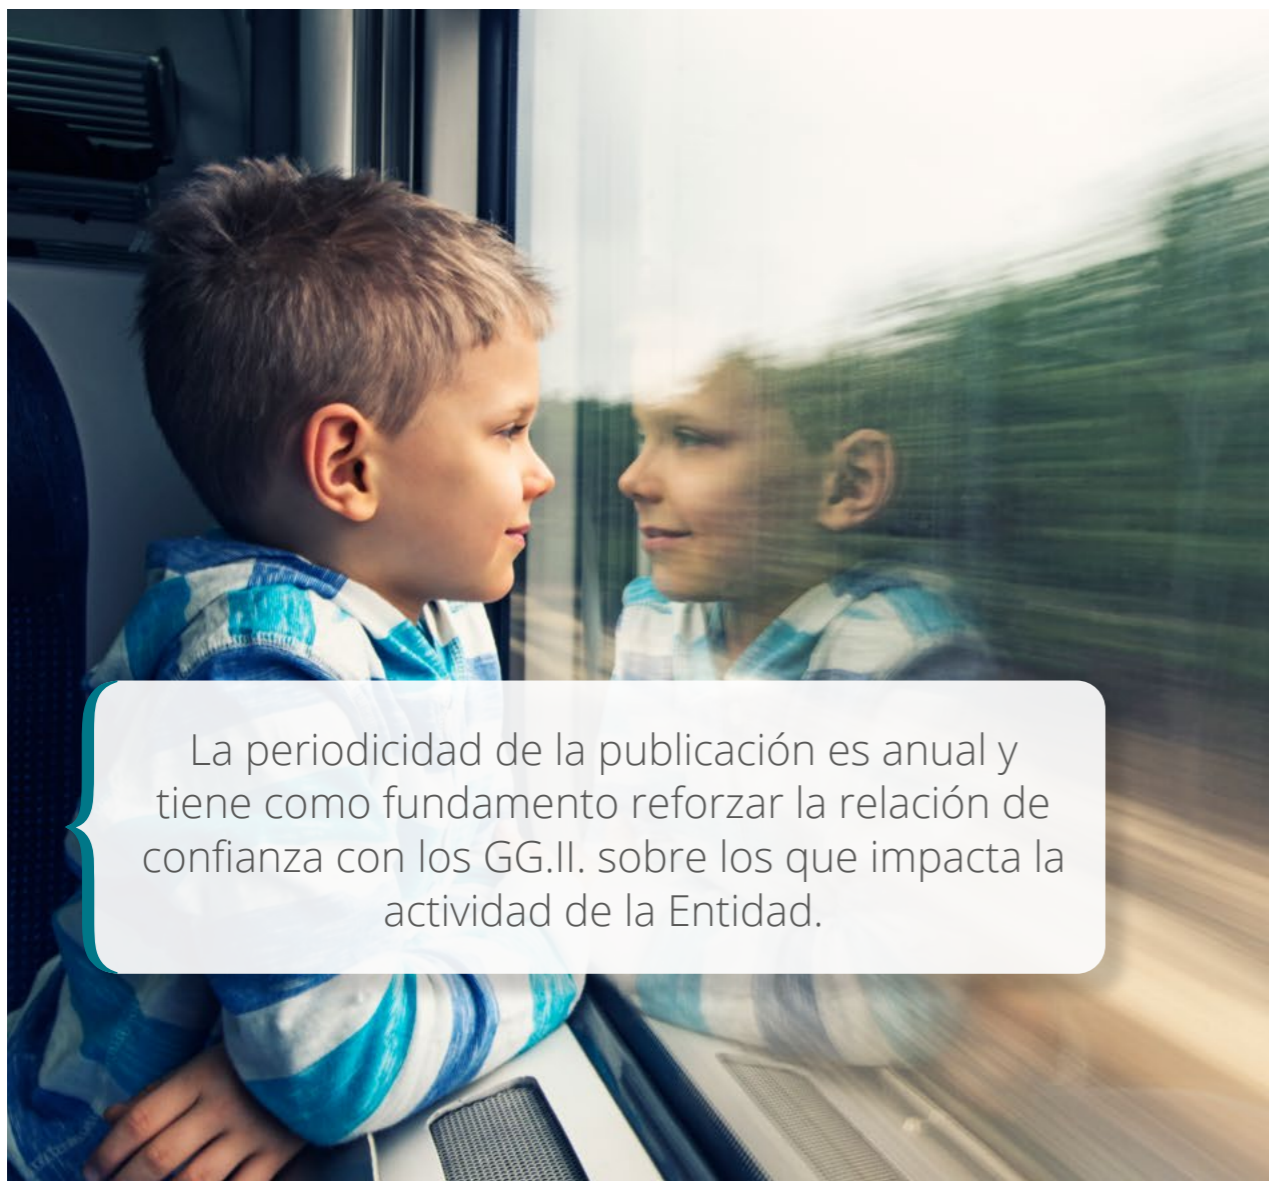 La periodicidad de la publicación es anual y
tiene como fundamento reforzar la relación de
confianza con los GG.II. sobre los que impacta la
actividad de la Entidad.